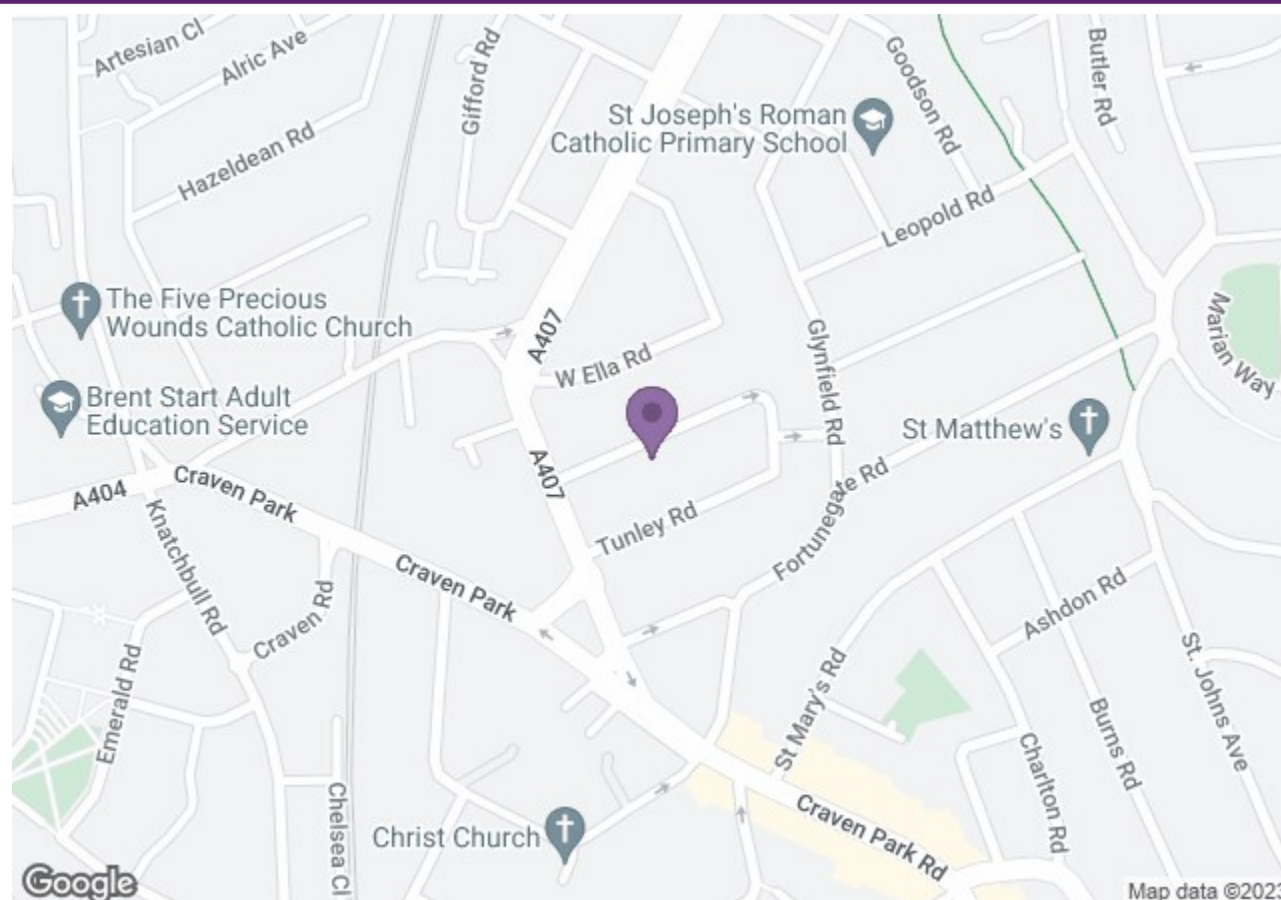 Artesian Cl
Alric Ave
Gifford Rd
Goodson Rd
Butler Rd
St Joseph's Roman
Catholic Primary School
Hazeldean Rd
Leopold Rd
The Five Precious
Wounds Catholic Church
A407
Marian Way
Glynfield Rd
W Ella Rd
Brent Start Adult
Education Service
St Matthew's
A404
Craven Park
A407
Fortunegate Rd
Tunley Rd
Knatchbull Rd
Craven Park
Craven Rd
Ashdon Rd
Emerald Rd
St Mary's Rd
St. Johns Ave
Burns Rd
Charlton Rd
Chelsea Cl
Christ Church
Craven Park Rd
Google
Map data ©2023